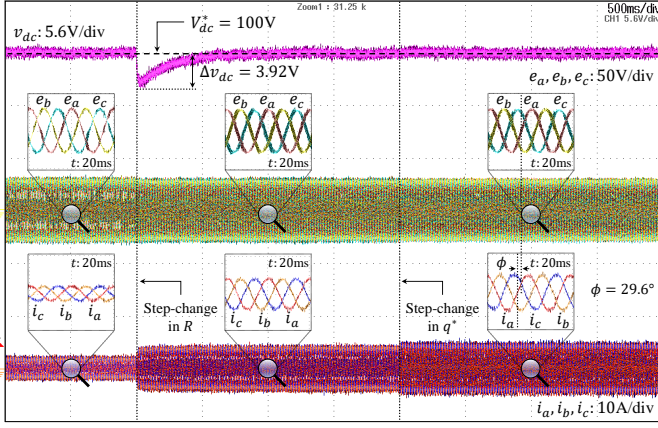 Zoom1 : 31.25 k
500ms/div
CH1 5.6V/div
v_dc: 5.6V/div
V*_dc = 100V
Δv_dc = 3.92V
e_a, e_b, e_c: 50V/div
e_b e_a e_c
t: 20ms
e_b e_a e_c
t: 20ms
e_b e_a e_c
t: 20ms
t: 20ms
i_c i_b i_a
Step-change
in R
t: 20ms
i_c i_b i_a
Step-change
in q*
ϕ t: 20ms
i_a i_c i_b
ϕ = 29.6°
i_a, i_b, i_c: 10A/div